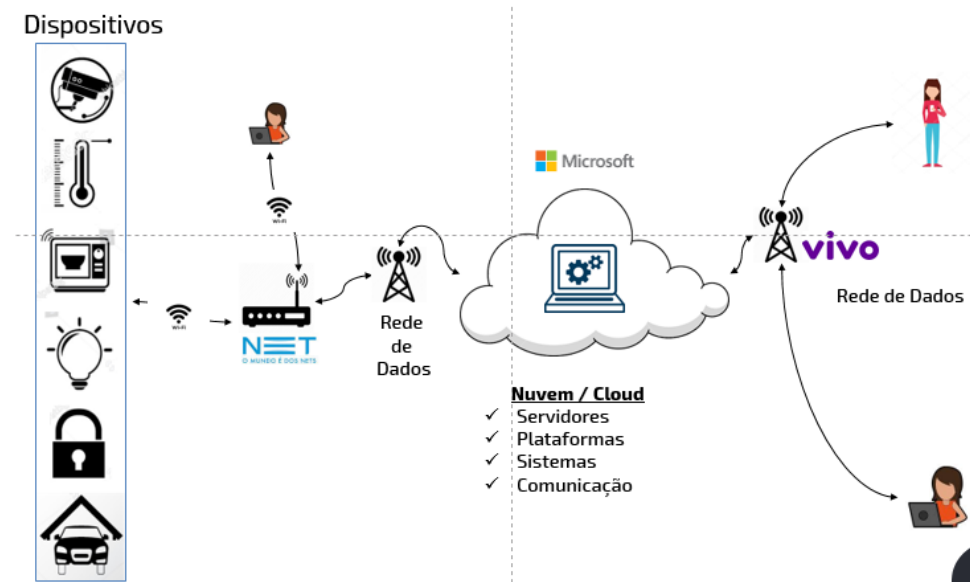 Dispositivos
Microsoft
Wi-Fi
vivo
Rede de Dados
Wi-Fi
NET
O MUNDO É DOS NETS
Rede
de
Dados
Nuvem / Cloud
✓ Servidores
✓ Plataformas
✓ Sistemas
✓ Comunicação